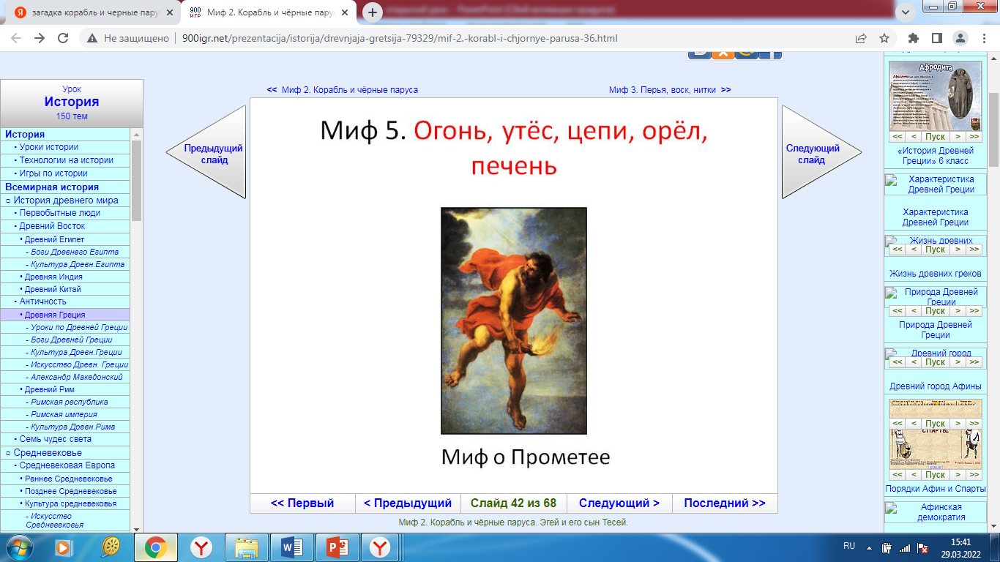 загадка корабль и черные пару
Миф 2. Корабль и чёрные пару
Не защищено
900igr.net/prezentacija/istorija/drevnjaja-gretsija-79329/mif-2.-korabl-i-chjornye-parusa-36.html
Урок
История
150 тем
История
• Уроки истории
• Технологии на истории
• Игры по истории
Всемирная история
○ История древнего мира
• Первобытные люди
• Древний Восток
• Древний Египет
- Боги Древнего Египта
- Культура Древн.Египта
• Древняя Индия
• Древний Китай
• Античность
• Древняя Греция
- Уроки по Древней Греции
- Боги Древней Греции
- Культура Древн.Греции
- Искусство Древн. Греции
- Александр Македонский
• Древний Рим
- Римская республика
- Римская империя
- Культура Древн.Рима
• Семь чудес света
○ Средневековье
• Средневековая Европа
• Раннее Средневековье
• Позднее Средневековье
• Культура средневековья
- Искусство
Средневековья
<< Миф 2. Корабль и чёрные паруса
Миф 3. Перья, воск, нитки >>
Предыдущий
слайд
Следующий
слайд
Миф 5. Огонь, утёс, цепи, орёл,
печень
Миф о Прометее
<< Первый
< Предыдущий
Слайд 42 из 68
Следующий >
Последний >>
Миф 2. Корабль и чёрные паруса. Эгей и его сын Тесей.
Афродита
<< < Пуск > >>
«История Древней
Греции» 6 класс
Характеристика
Древней Греции
Характеристика
Древней Греции
Жизнь древних
<< < Пуск > >>
Жизнь древних греков
Природа Древней
Греции
<< < Пуск > >>
Природа Древней
Греции
Древний город
<< < Пуск > >>
Древний город Афины
<< < Пуск > >>
СПАРТЫ
<< < Пуск > >>
Порядки Афин и Спарты
Афинская
демократия
RU
15:41
29.03.2022